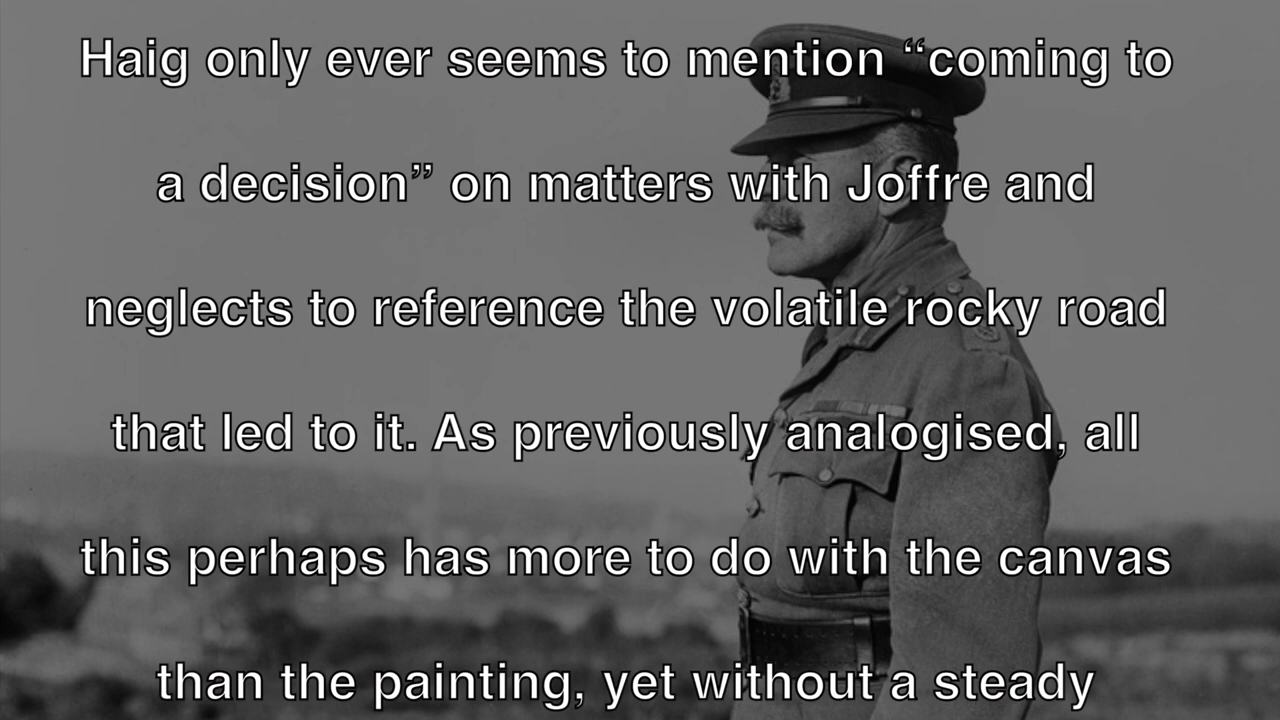 Haig only ever seems to mention “coming to
a decision” on matters with Joffre and
neglects to reference the volatile rocky road
that led to it. As previously analogised, all
this perhaps has more to do with the canvas
than the painting, yet without a steady